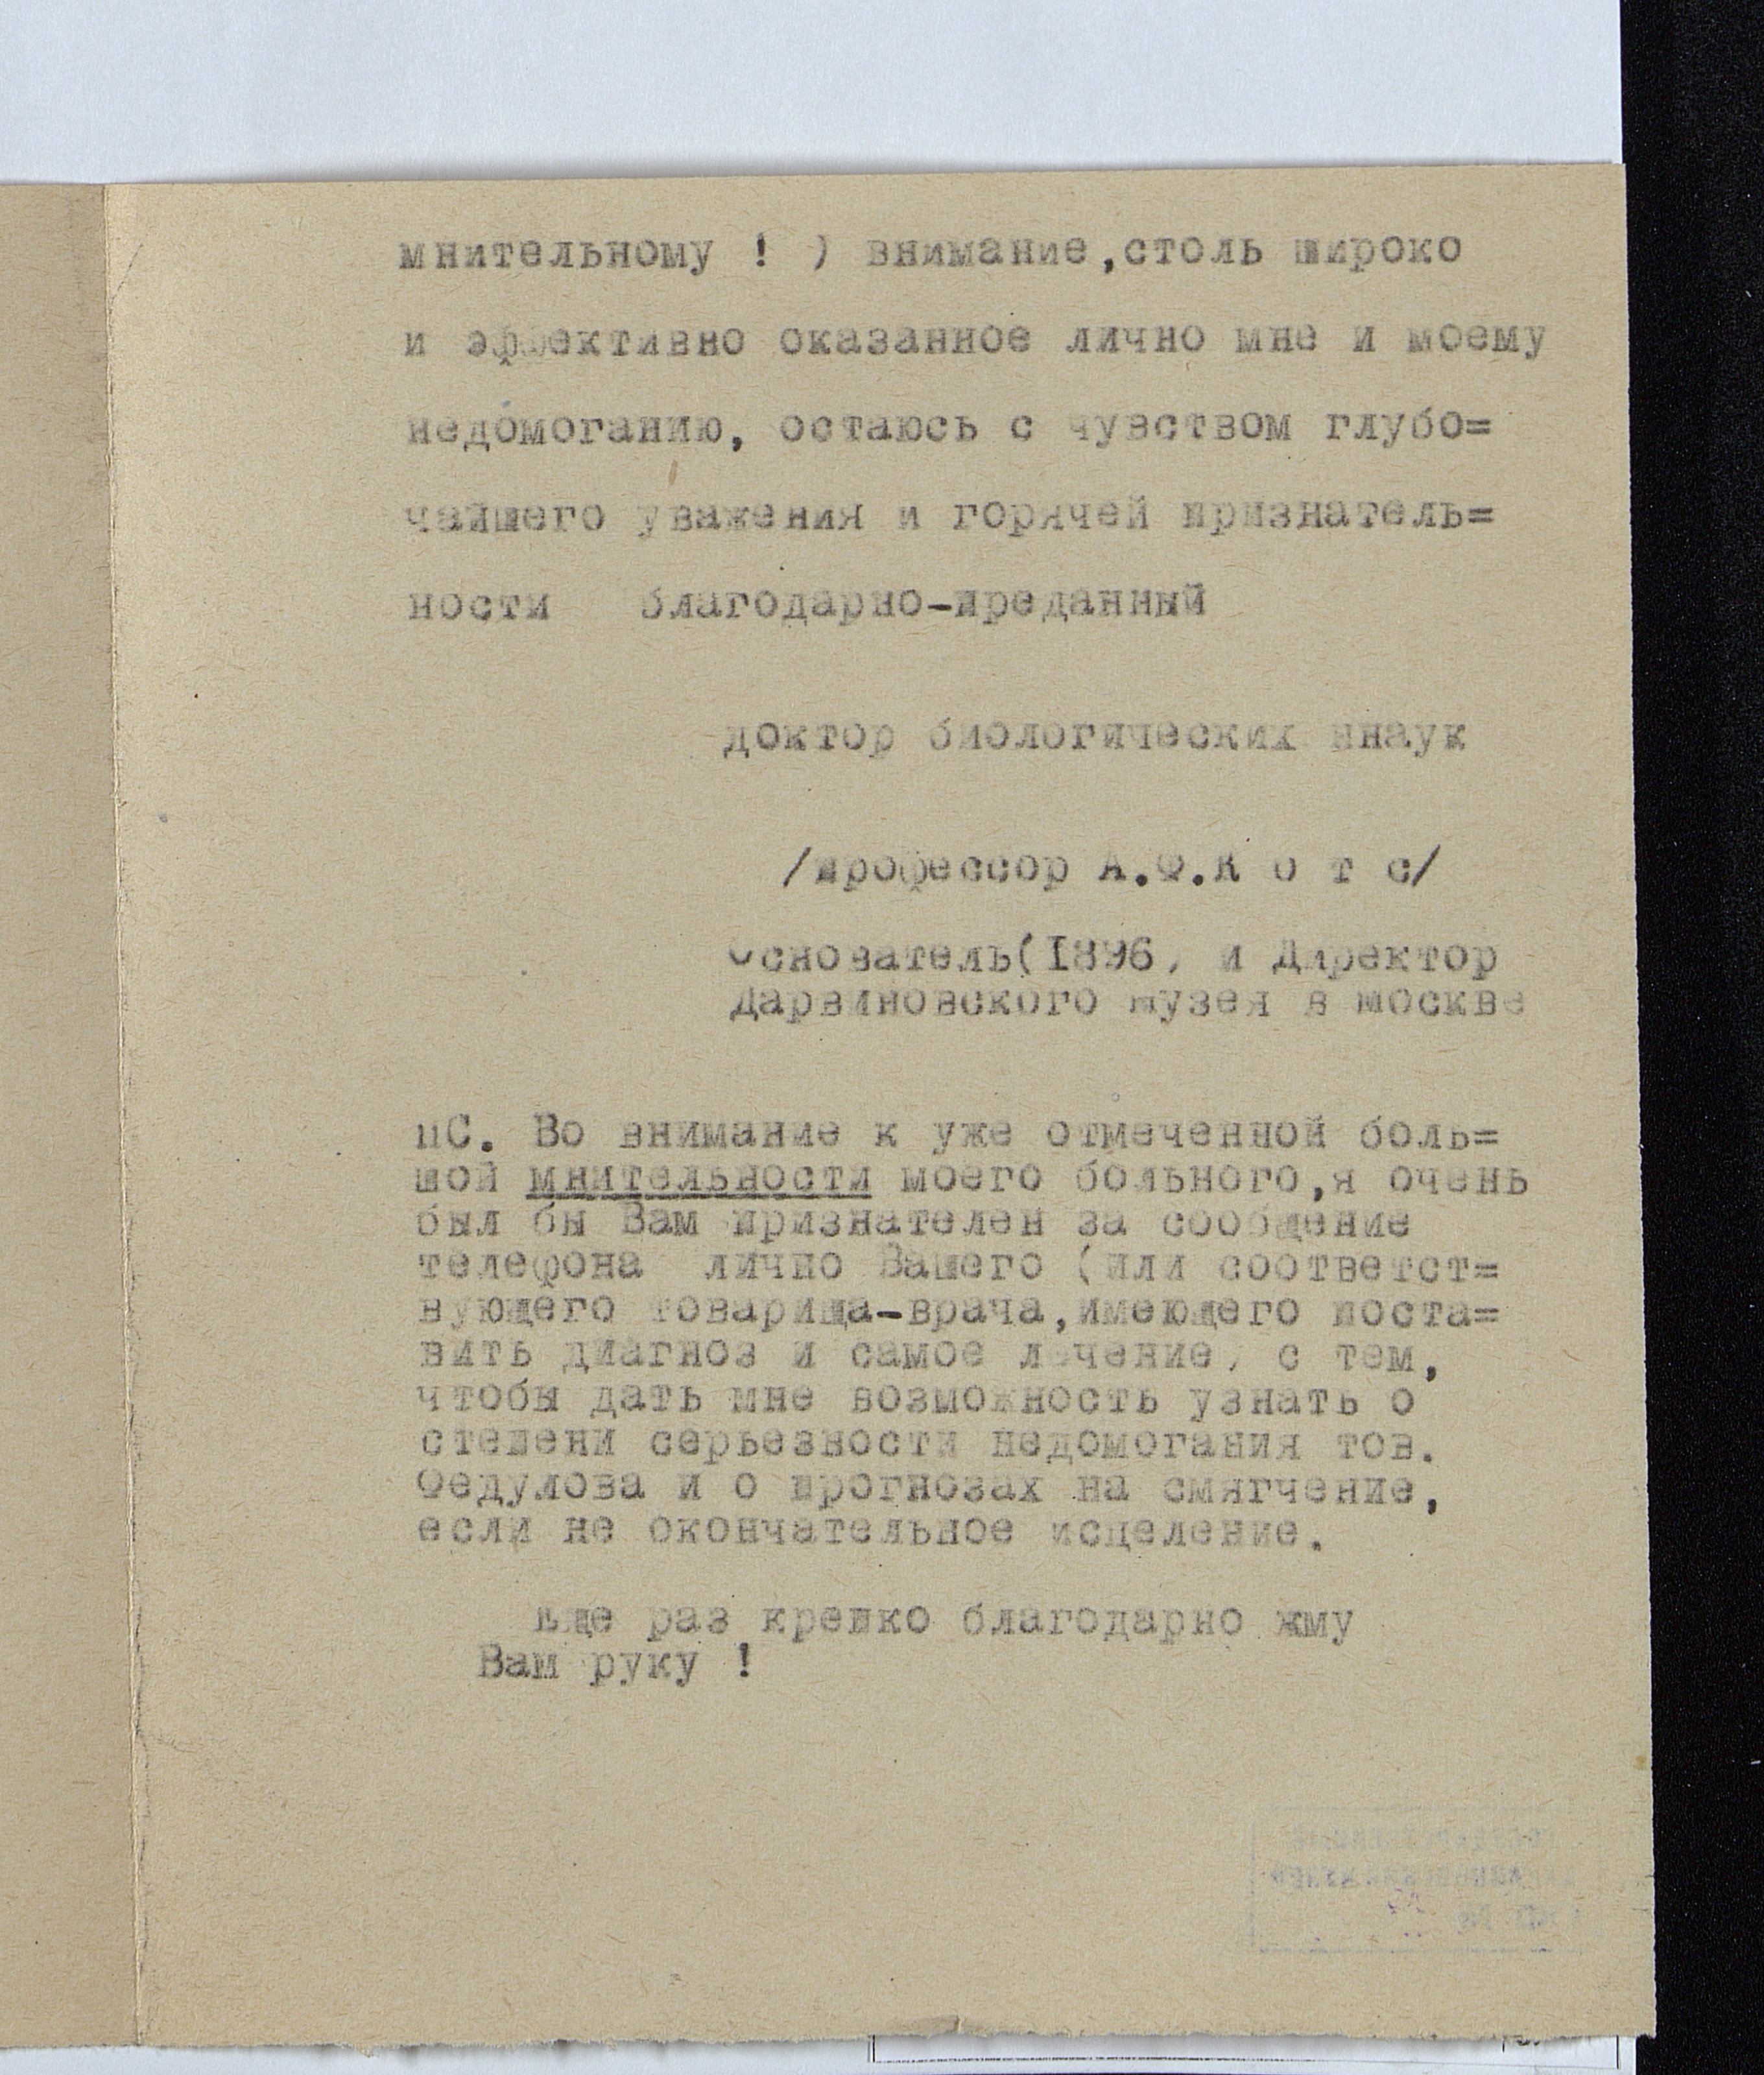 мнительному ! ) внимание,столь широко
и эффективно оказанное лично мне и моему
недомоганию, остаюсь с чувством глубо=
чайшего уважения и горячей признатель=
ности благодарно-преданный
доктор биологических ннаук
/профессор А.Ф.К о т с/
Основатель(1896) и Директор
Дарвиновского Музея в Москве
ПС. Во внимание к уже отмеченной боль=
шой мнительности моего больного,я очень
был бы Вам признателен за сообщение
телефона лично Вашего (или соответст=
вующего товарища-врача,имеющего поста=
вить диагноз и самое лечение) с тем,
чтобы дать мне возможность узнать о
степени серьезности недомогания тов.
Федулова и о прогнозах на смягчение,
если не окончательное исцеление.
Еще раз крепко благодарно жму
Вам руку !